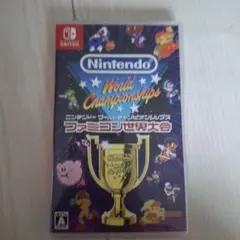 SWITCH
Nintendo
World
Championships
ニンテンドー ワールド チャンピオンシップス
ファミコン世界大会
A